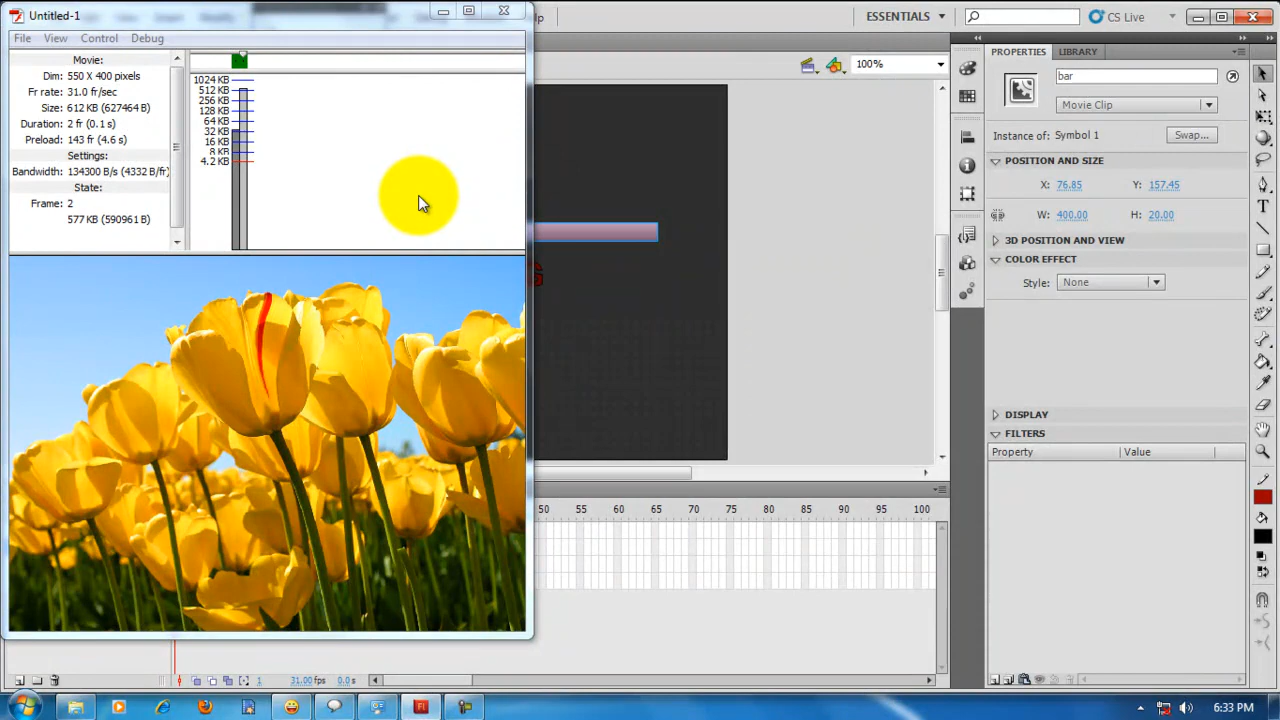 Untitled-1
File View Control Debug
Movie:
Dim: 550 X 400 pixels
Fr rate: 31.0 fr/sec
Size: 612 KB (627464 B)
Duration: 2 fr (0.1 s)
Preload: 143 fr (4.6 s)
Settings:
Bandwidth: 134300 B/s (4332 B/fr)
State:
Frame: 2
577 KB (590961 B)
1024 KB
512 KB
256 KB
128 KB
64 KB
32 KB
16 KB
8 KB
4.2 KB
ESSENTIALS
CS Live
100%
PROPERTIES LIBRARY
bar
Movie Clip
Instance of: Symbol 1 Swap...
POSITION AND SIZE
X: 76.85 Y: 157.45
W: 400.00 H: 20.00
3D POSITION AND VIEW
COLOR EFFECT
Style: None
DISPLAY
FILTERS
Property Value
G
50 55 60 65 70 75 80 85 90 95 100
1 31.00 fps 0.0 s
Fl
6:33 PM